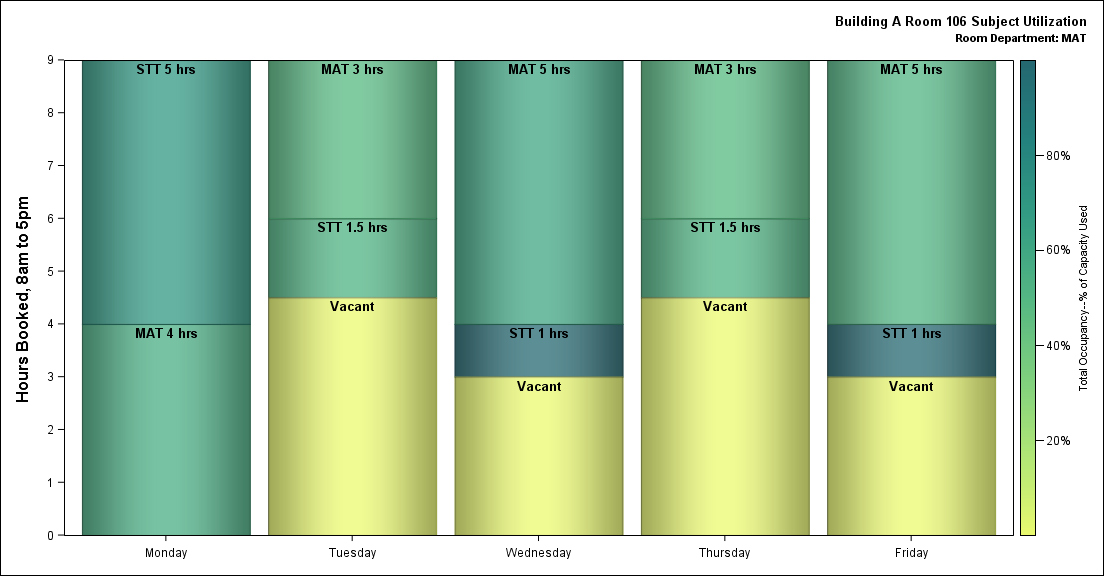 Building A Room 106 Subject Utilization
Room Department: MAT
Hours Booked, 8am to 5pm
9
8
7
6
5
4
3
2
1
0
STT 5 hrs
MAT 4 hrs
MAT 3 hrs
STT 1.5 hrs
Vacant
MAT 5 hrs
STT 1 hrs
Vacant
MAT 3 hrs
STT 1.5 hrs
Vacant
MAT 5 hrs
STT 1 hrs
Vacant
Monday
Tuesday
Wednesday
Thursday
Friday
80%
60%
40%
20%
Total Occupancy--% of Capacity Used